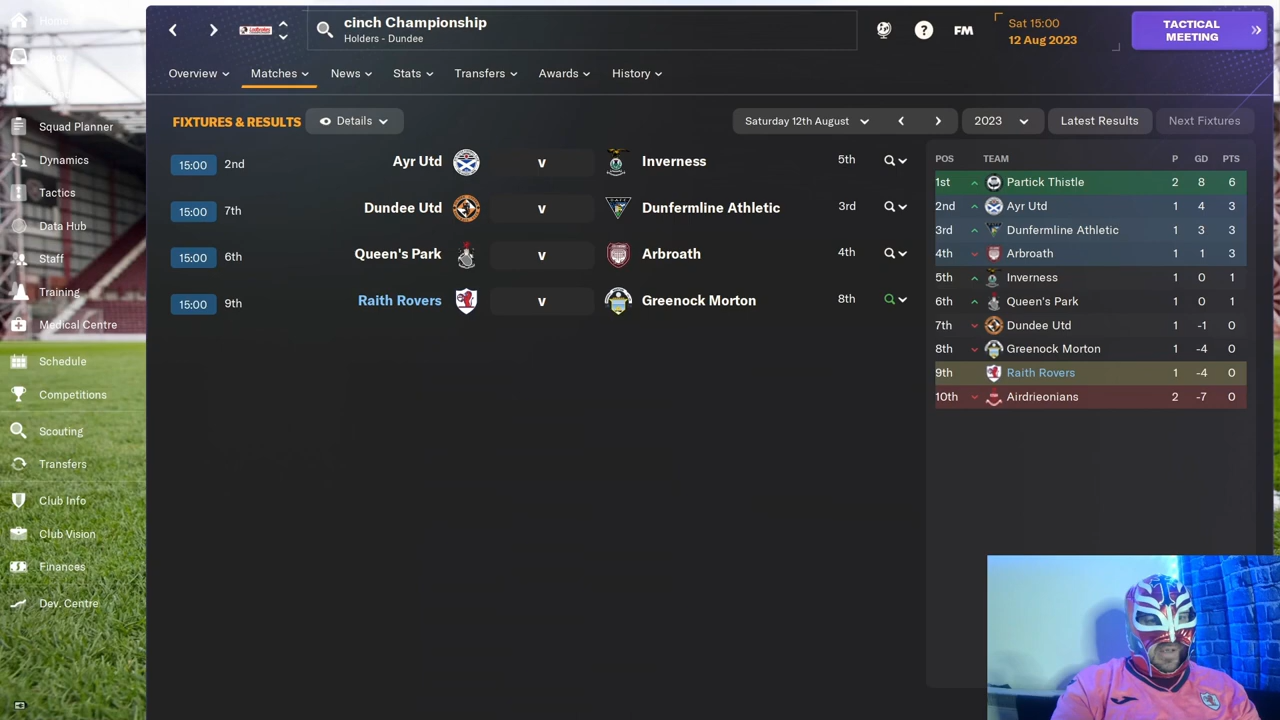 Home
cinch Championship
Holders - Dundee
Sat 15:00
12 Aug 2023
TACTICAL
MEETING
FM
Overview
Matches
News
Stats
Transfers
Awards
History
Squad Planner
Dynamics
Tactics
Data Hub
Staff
Training
Medical Centre
Schedule
Competitions
Scouting
Transfers
Club Info
Club Vision
Finances
Dev. Centre
FIXTURES & RESULTS
Details
Saturday 12th August
2023
Latest Results
Next Fixtures
15:00 2nd Ayr Utd v Inverness 5th
15:00 7th Dundee Utd v Dunfermline Athletic 3rd
15:00 6th Queen's Park v Arbroath 4th
15:00 9th Raith Rovers v Greenock Morton 8th
POS TEAM P GD PTS
1st Partick Thistle 2 8 6
2nd Ayr Utd 1 4 3
3rd Dunfermline Athletic 1 3 3
4th Arbroath 1 1 3
5th Inverness 1 0 1
6th Queen's Park 1 0 1
7th Dundee Utd 1 -1 0
8th Greenock Morton 1 -4 0
9th Raith Rovers 1 -4 0
10th Airdrieonians 2 -7 0